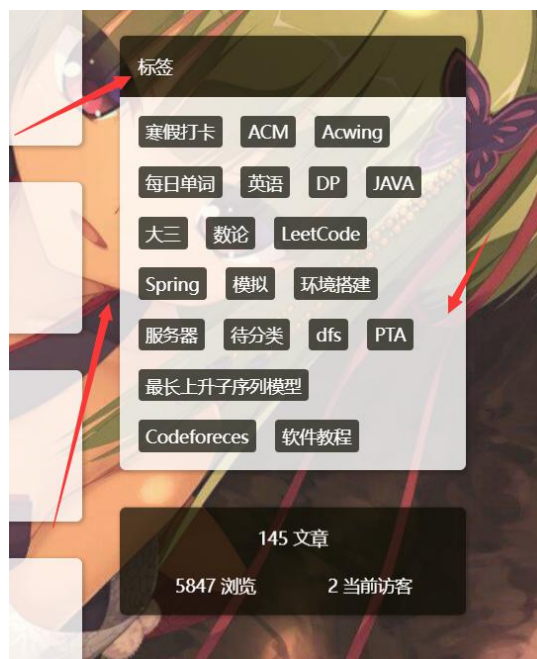 标签
寒假打卡 ACM Acwing
每日单词 英语 DP JAVA
大三 数论 LeetCode
Spring 模拟 环境搭建
服务器 待分类 dfs PTA
最长上升子序列模型
Codeforeces 软件教程
145 文章
5847 浏览 2 当前访客